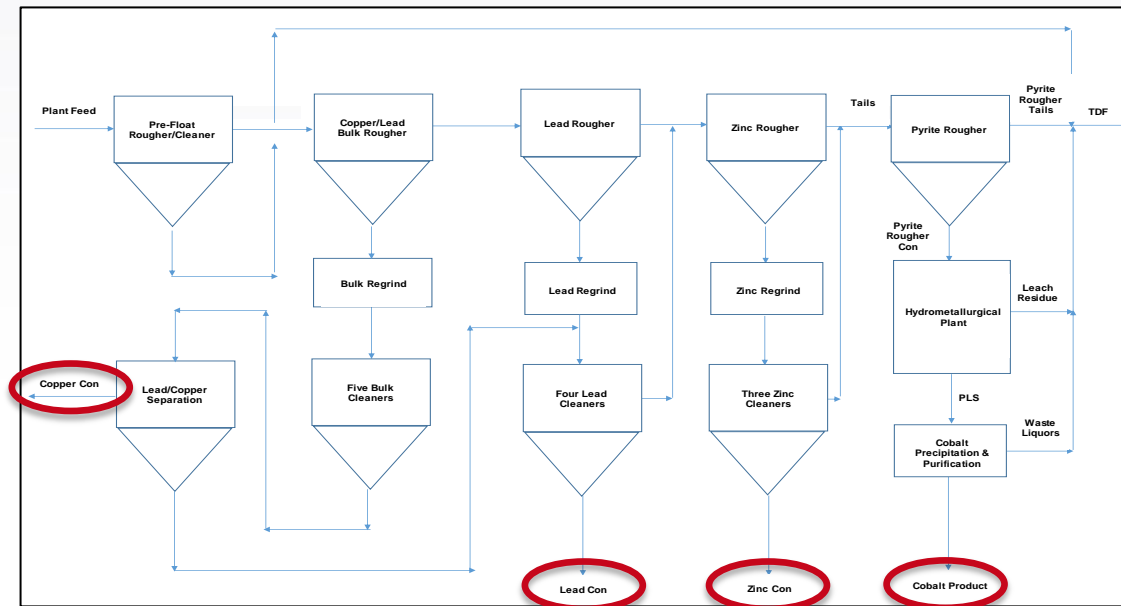 Plant Feed
Pre-Float
Rougher/Cleaner
Copper/Lead
Bulk Rougher
Lead Rougher
Zinc Rougher
Tails
Pyrite Rougher
Pyrite
Rougher
Tails
TDF
Pyrite
Rougher
Con
Bulk Regrind
Lead Regrind
Zinc Regrind
Hydrometallurgical
Plant
Leach
Residue
Copper Con
Lead/Copper
Separation
Five Bulk
Cleaners
Four Lead
Cleaners
Three Zinc
Cleaners
PLS
Waste
Liquors
Cobalt
Precipitation &
Purification
Lead Con
Zinc Con
Cobalt Product